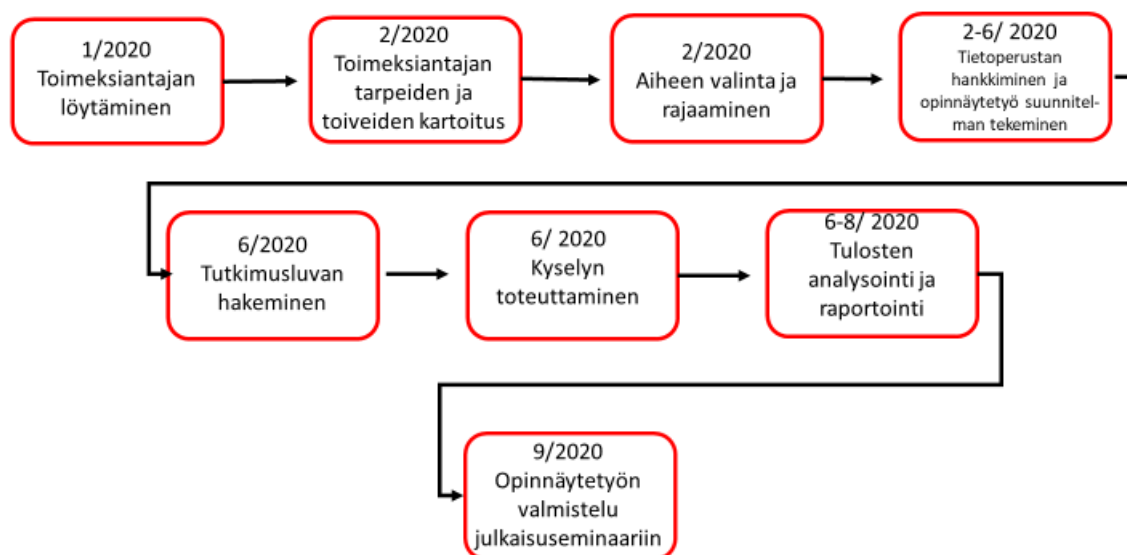 1/2020
Toimeksiantajan
löytäminen
2/2020
Toimeksiantajan
tarpeiden ja
toiveiden kartoitus
2/2020
Aiheen valinta ja
rajaaminen
2-6/ 2020
Tietoperustan
hankkiminen ja
opinnäytetyö suunnitel-
man tekeminen
6/2020
Tutkimusluvan
hakeminen
6/ 2020
Kyselyn
toteuttaminen
6-8/ 2020
Tulosten
analysointi ja
raportointi
9/2020
Opinnäytetyön
valmistelu
julkaisuseminaariin